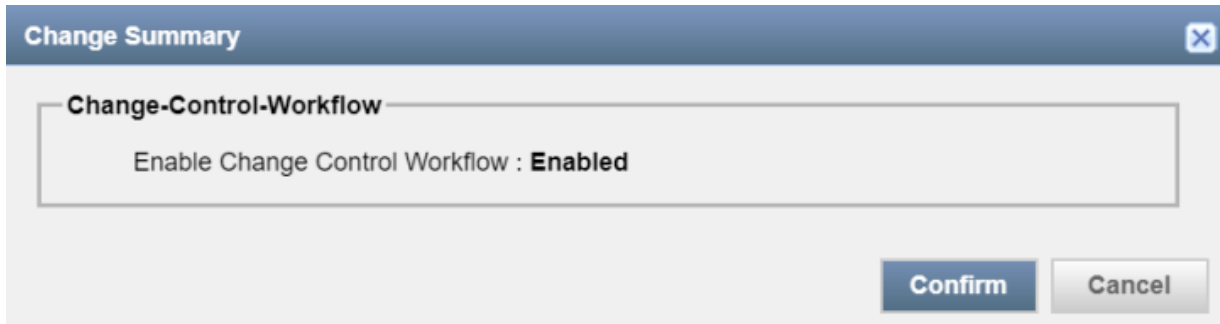 Change Summary
Change-Control-Workflow
Enable Change Control Workflow : Enabled
Confirm Cancel